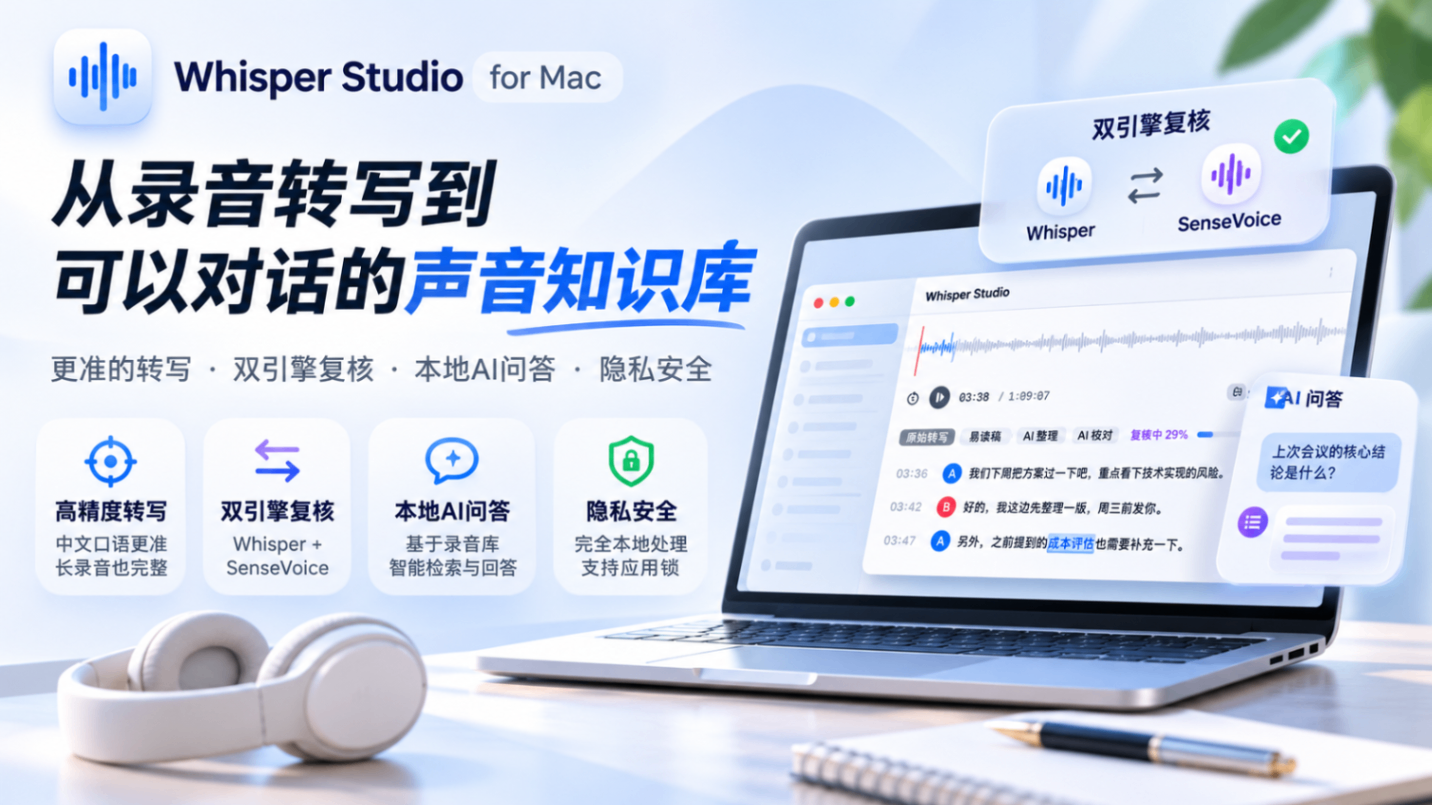 Whisper Studio for Mac
从录音转写到
可以对话的声音知识库
更准的转写 · 双引擎复核 · 本地AI问答 · 隐私安全
高精度转写
中文口语更准
长录音也完整
双引擎复核
Whisper +
SenseVoice
本地AI问答
基于录音库
智能检索与回答
隐私安全
完全本地处理
支持应用锁
双引擎复核
Whisper
SenseVoice
Whisper Studio
03:38 / 1:09:07
原始转写 易读稿 AI整理 AI核对 复核中 29%
03:36 A 我们下周把方案过一下吧，重点看下技术实现的风险。
03:42 B 好的，我这边先整理一版，周三前发你。
03:47 A 另外，之前提到的成本评估也需要补充一下。
AI 问答
上次会议的核心结
论是什么？